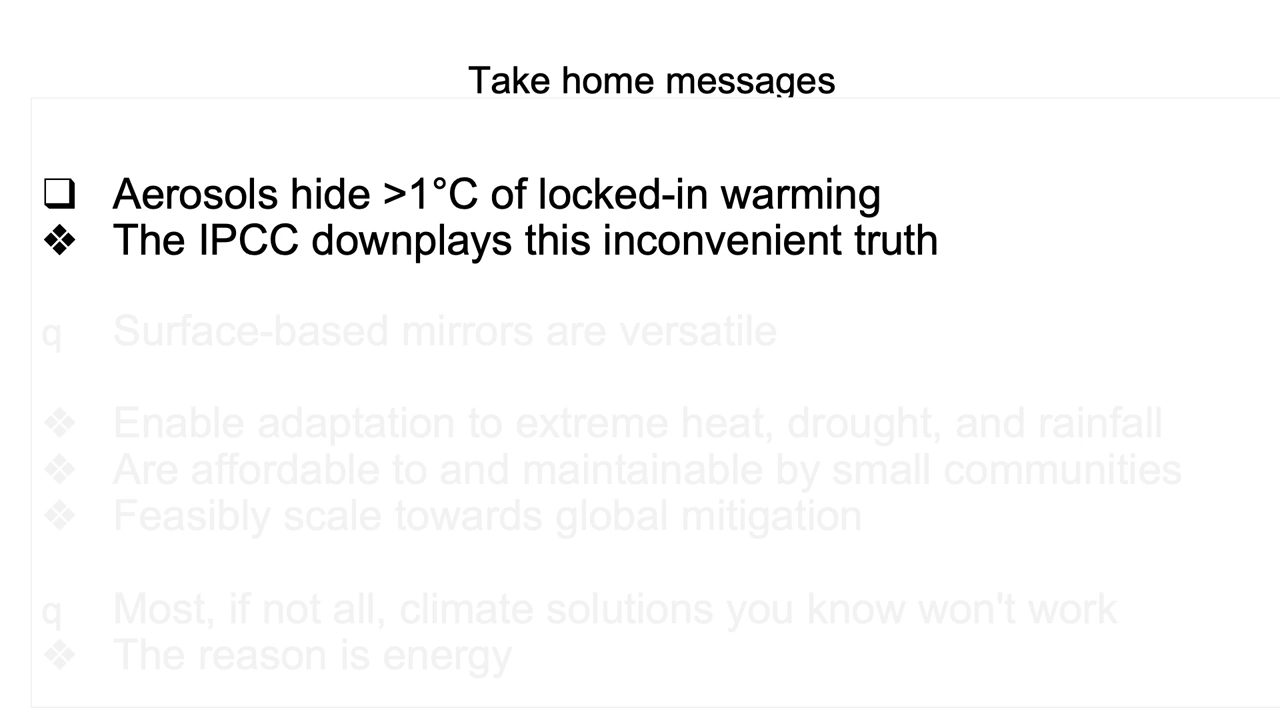 Take home messages
❑ Aerosols hide >1°C of locked-in warming
❖ The IPCC downplays this inconvenient truth
q Surface-based mirrors are versatile
❖ Enable adaptation to extreme heat, drought, and rainfall
❖ Are affordable to and maintainable by small communities
❖ Feasibly scale towards global mitigation
q Most, if not all, climate solutions you know won't work
❖ The reason is energy